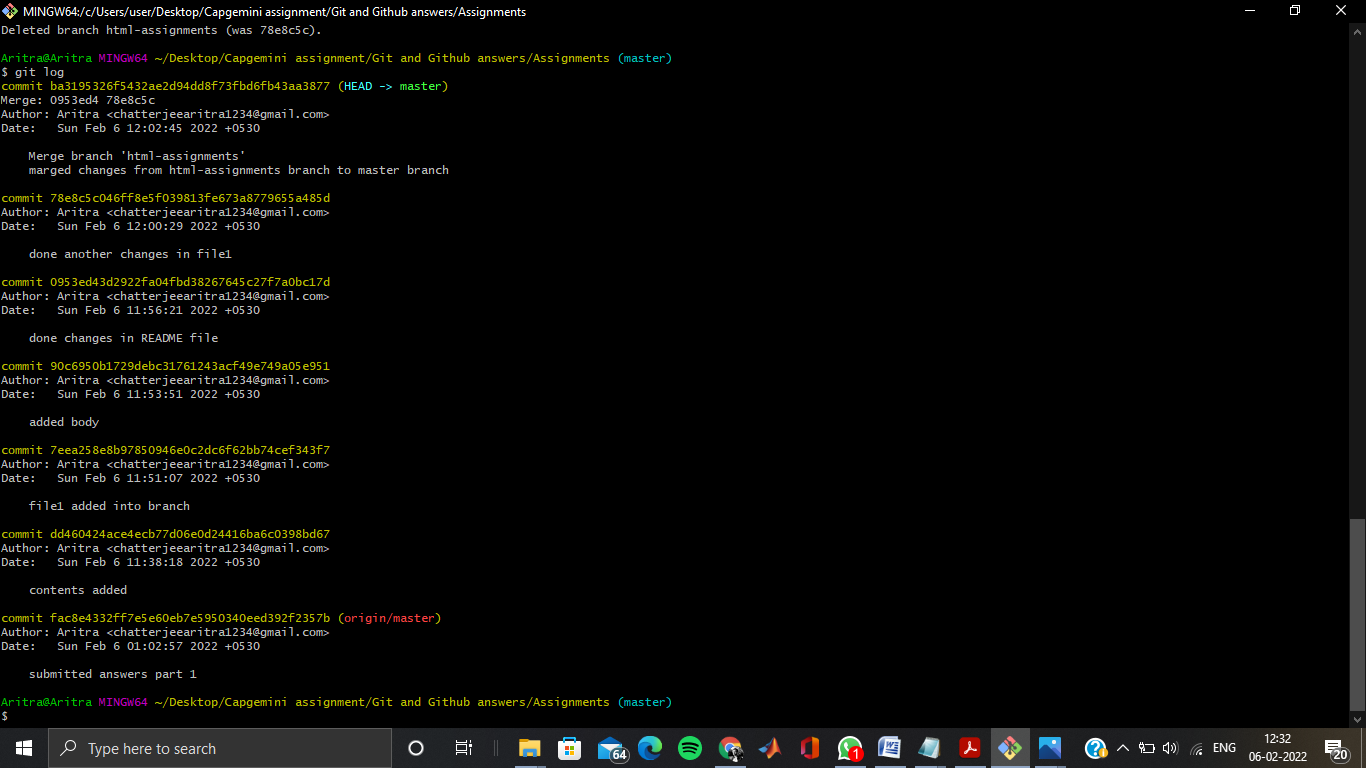 MINGW64:/c/Users/user/Desktop/Capgemini assignment/Git and Github answers/Assignments
Deleted branch html-assignments (was 78e8c5c).
Aritra@Aritra MINGW64 ~/Desktop/Capgemini assignment/Git and Github answers/Assignments (master)
$ git log
commit ba3195326f5432ae2d94dd8f73fbd6fb43aa3877 (HEAD -> master)
Merge: 0953ed4 78e8c5c
Author: Aritra <chatterjeearitra1234@gmail.com>
Date:   Sun Feb 6 12:02:45 2022 +0530
Merge branch 'html-assignments'
marged changes from html-assignments branch to master branch
commit 78e8c5c046ff8e5f039813fe673a8779655a485d
Author: Aritra <chatterjeearitra1234@gmail.com>
Date:   Sun Feb 6 12:00:29 2022 +0530
done another changes in file1
commit 0953ed43d2922fa04fbd38267645c27f7a0bc17d
Author: Aritra <chatterjeearitra1234@gmail.com>
Date:   Sun Feb 6 11:56:21 2022 +0530
done changes in README file
commit 90c6950b1729debc31761243acf49e749a05e951
Author: Aritra <chatterjeearitra1234@gmail.com>
Date:   Sun Feb 6 11:53:51 2022 +0530
added body
commit 7eea258e8b97850946e0c2dc6f62bb74cef343f7
Author: Aritra <chatterjeearitra1234@gmail.com>
Date:   Sun Feb 6 11:51:07 2022 +0530
file1 added into branch
commit dd460424ace4ecb77d06e0d24416ba6c0398bd67
Author: Aritra <chatterjeearitra1234@gmail.com>
Date:   Sun Feb 6 11:38:18 2022 +0530
contents added
commit fac8e4332ff7e5e60eb7e5950340eed392f2357b (origin/master)
Author: Aritra <chatterjeearitra1234@gmail.com>
Date:   Sun Feb 6 01:02:57 2022 +0530
submitted answers part 1
Aritra@Aritra MINGW64 ~/Desktop/Capgemini assignment/Git and Github answers/Assignments (master)
$
Type here to search
64
1
ENG
12:32
06-02-2022
20